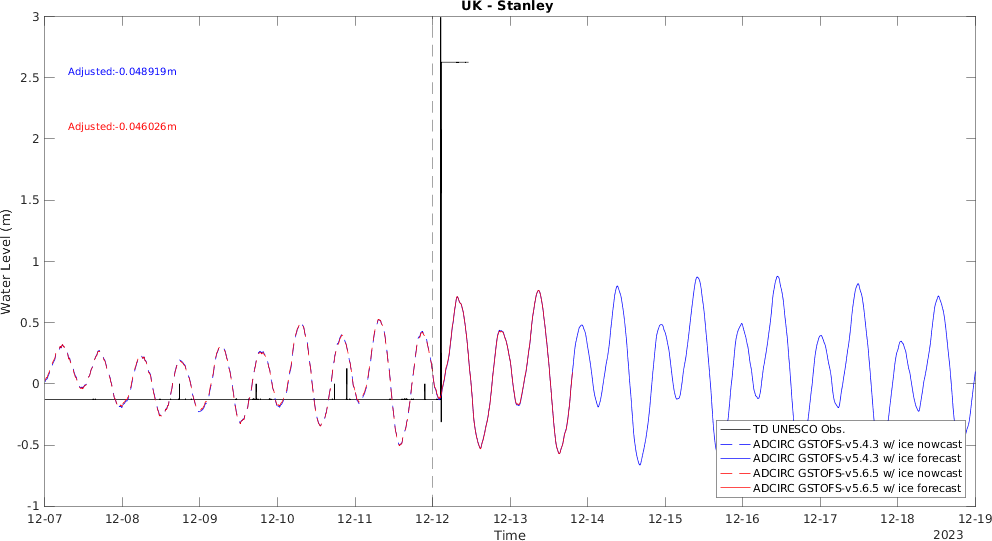 UK - Stanley
Adjusted:-0.048919m
Adjusted:-0.046026m
Water Level (m)
3
2.5
2
1.5
1
0.5
0
-0.5
-1
TD UNESCO Obs.
ADCIRC GSTOFS-v5.4.3 w/ ice nowcast
ADCIRC GSTOFS-v5.4.3 w/ ice forecast
ADCIRC GSTOFS-v5.6.5 w/ ice nowcast
ADCIRC GSTOFS-v5.6.5 w/ ice forecast
12-07 12-08 12-09 12-10 12-11 12-12 12-13 12-14 12-15 12-16 12-17 12-18 12-19
Time
2023